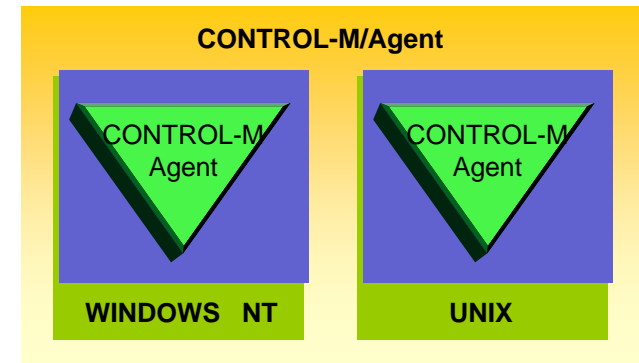 CONTROL-M/Agent
CONTROL-M
Agent
CONTROL-M
Agent
WINDOWS NT
UNIX